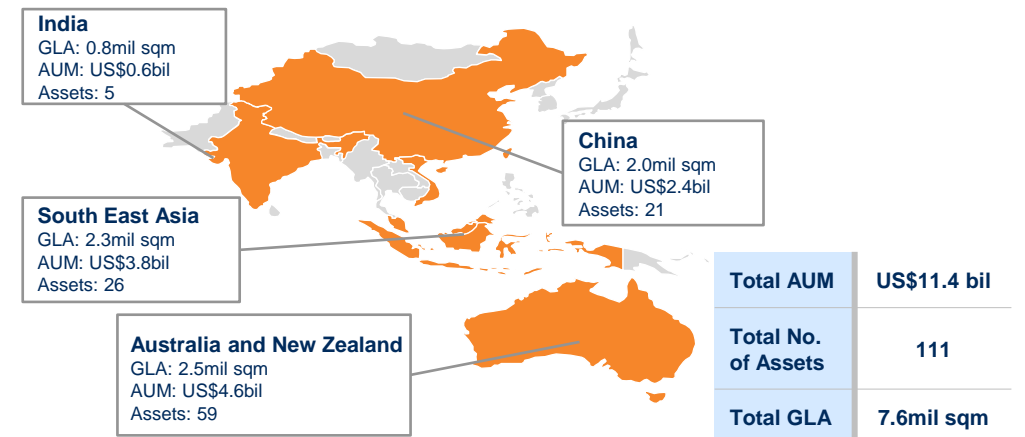 India
GLA: 0.8mil sqm
AUM: US$0.6bil
Assets: 5
China
GLA: 2.0mil sqm
AUM: US$2.4bil
Assets: 21
South East Asia
GLA: 2.3mil sqm
AUM: US$3.8bil
Assets: 26
Australia and New Zealand
GLA: 2.5mil sqm
AUM: US$4.6bil
Assets: 59
Total AUM US$11.4 bil
Total No.
of Assets 111
Total GLA 7.6mil sqm